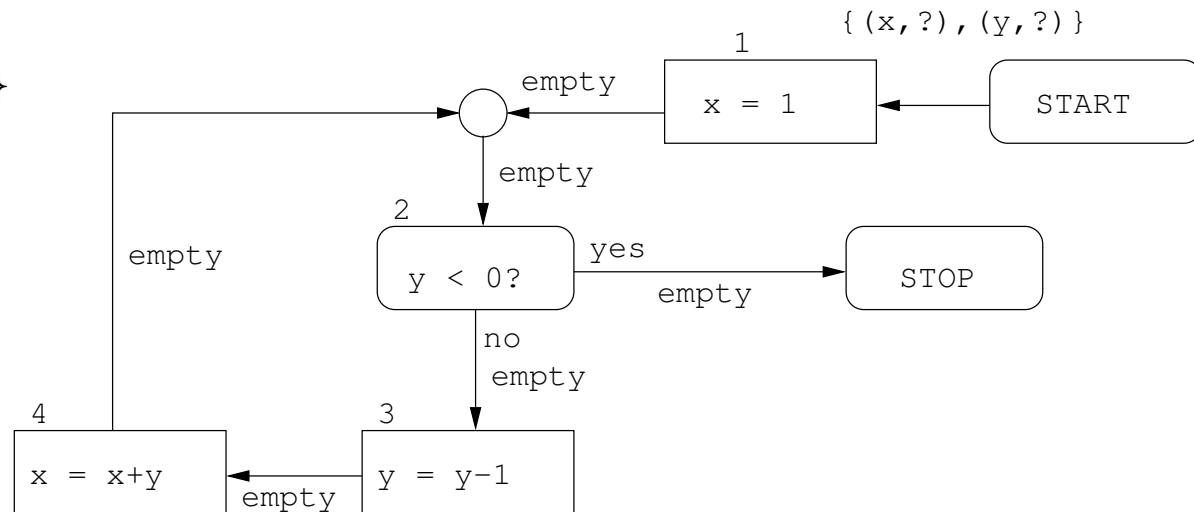 {(x,?),(y,?)}
1
empty
x = 1
START
empty
2
yes
empty
y < 0?
empty
STOP
no
empty
4
3
x = x+y
y = y-1
empty